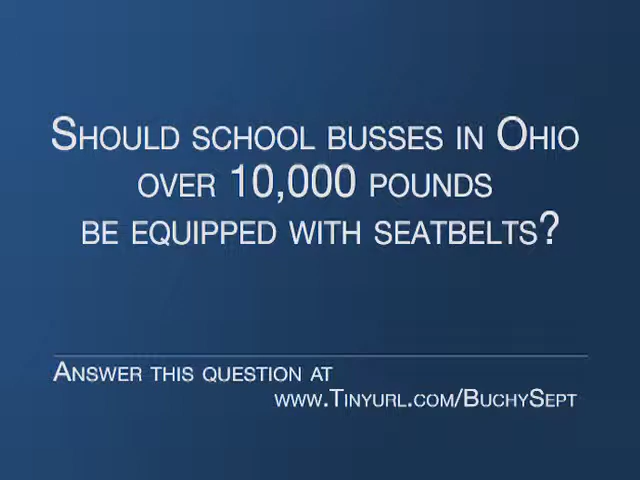 Should school busses in Ohio
over 10,000 pounds
be equipped with seatbelts?
Answer this question at
www.Tinyurl.com/BuchySept